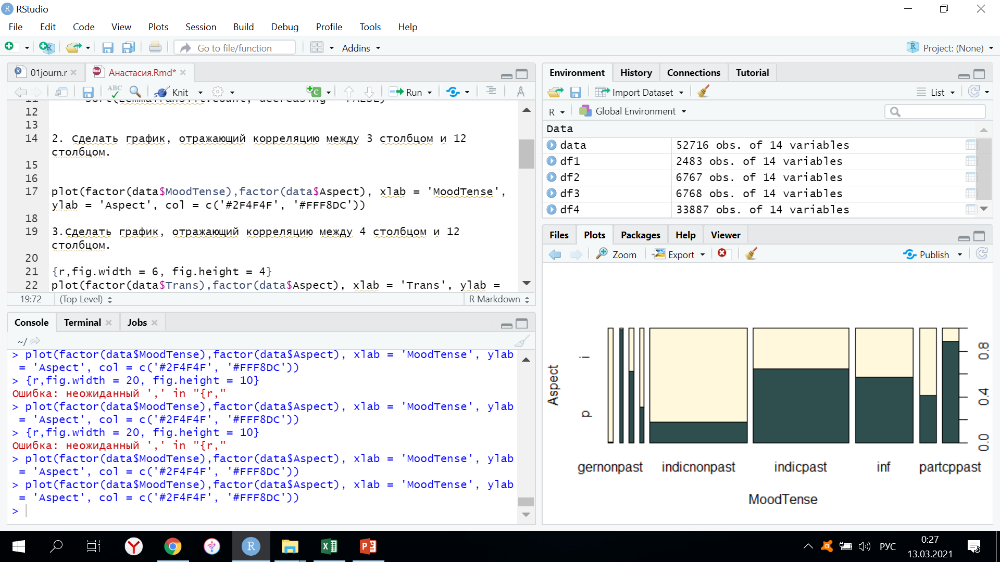 RStudio
File Edit Code View Plots Session Build Debug Profile Tools Help
Go to file/function Addins Project: (None)
01journ.r Анастасия.Rmd*
ABC Knit Run
12
13
14 2. Сделать график, отражающий корреляцию между 3 столбцом и 12
столбцом.
15
16
17 plot(factor(data$MoodTense),factor(data$Aspect), xlab = 'MoodTense',
ylab = 'Aspect', col = c('#2F4F4F', '#FFF8DC'))
18
19 3.Сделать график, отражающий корреляцию между 4 столбцом и 12
столбцом.
20
21 {r,fig.width = 6, fig.height = 4}
22 plot(factor(data$Trans),factor(data$Aspect), xlab = 'Trans', ylab =
19:72 (Top Level) R Markdown
Console Terminal Jobs
~/
> plot(factor(data$MoodTense),factor(data$Aspect), xlab = 'MoodTense', ylab
= 'Aspect', col = c('#2F4F4F', '#FFF8DC'))
> {r,fig.width = 20, fig.height = 10}
Ошибка: неожиданный ',' in "{r,"
> plot(factor(data$MoodTense),factor(data$Aspect), xlab = 'MoodTense', ylab
= 'Aspect', col = c('#2F4F4F', '#FFF8DC'))
> {r,fig.width = 20, fig.height = 10}
Ошибка: неожиданный ',' in "{r,"
> plot(factor(data$MoodTense),factor(data$Aspect), xlab = 'MoodTense', ylab
= 'Aspect', col = c('#2F4F4F', '#FFF8DC'))
> plot(factor(data$MoodTense),factor(data$Aspect), xlab = 'MoodTense', ylab
= 'Aspect', col = c('#2F4F4F', '#FFF8DC'))
>
Environment History Connections Tutorial
Import Dataset List
R Global Environment
Data
data 52716 obs. of 14 variables
df1 2483 obs. of 14 variables
df2 6767 obs. of 14 variables
df3 6768 obs. of 14 variables
df4 33887 obs. of 14 variables
Files Plots Packages Help Viewer
Zoom Export Publish
Aspect
i
p
0.8
0.4
0.0
gernonpast indicnonpast indicpast inf partcppast
MoodTense
РУС
0:27
13.03.2021